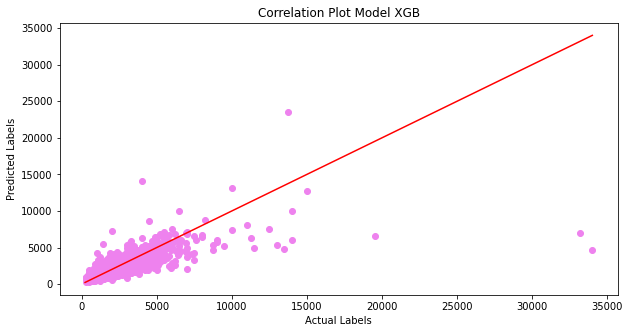 Correlation Plot Model XGB
35000
30000
25000
20000
15000
10000
5000
0
Predicted Labels
0 5000 10000 15000 20000 25000 30000 35000
Actual Labels